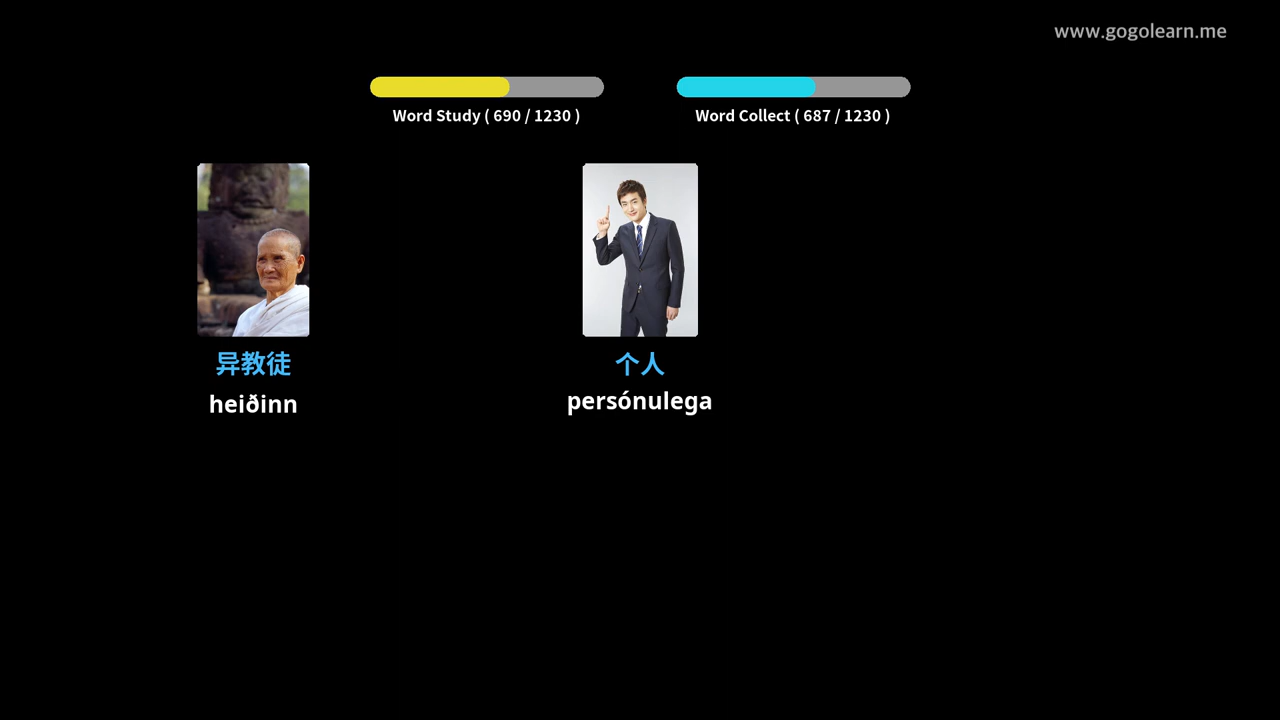 www.gogolearn.me
Word Study ( 690 / 1230 )
Word Collect ( 687 / 1230 )
异教徒
heiðinn
个人
persónulega